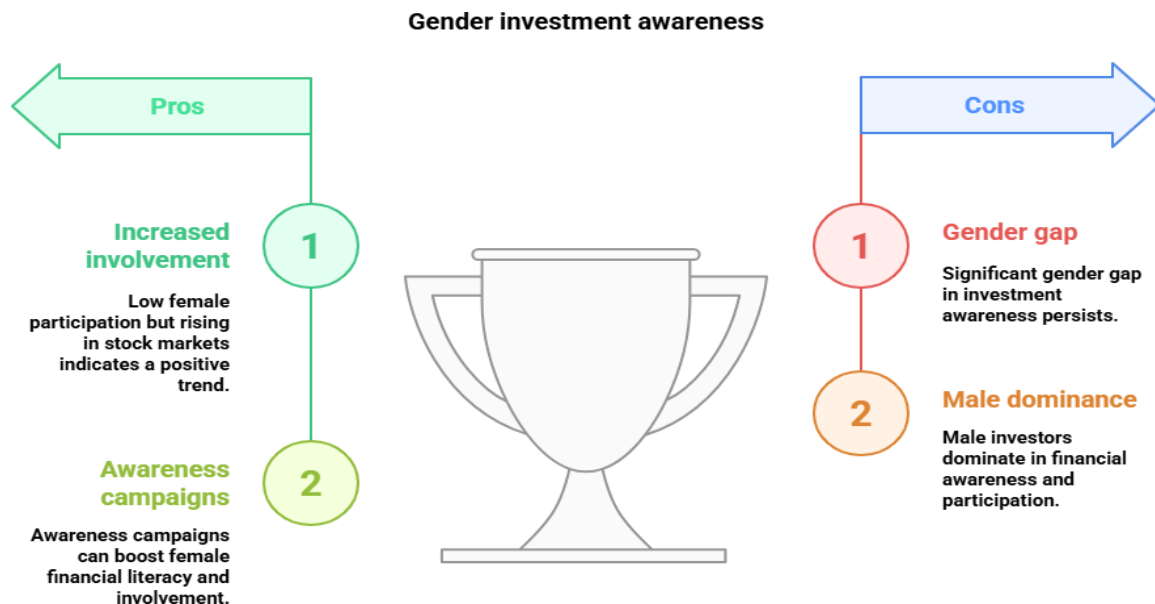 Gender investment awareness
Pros
1
Increased
involvement
Low female
participation but rising
in stock markets
indicates a positive
trend.
2
Awareness
campaigns
Awareness campaigns
can boost female
financial literacy and
involvement.
Cons
1
Gender gap
Significant gender gap
in investment
awareness persists.
2
Male dominance
Male investors
dominate in financial
awareness and
participation.